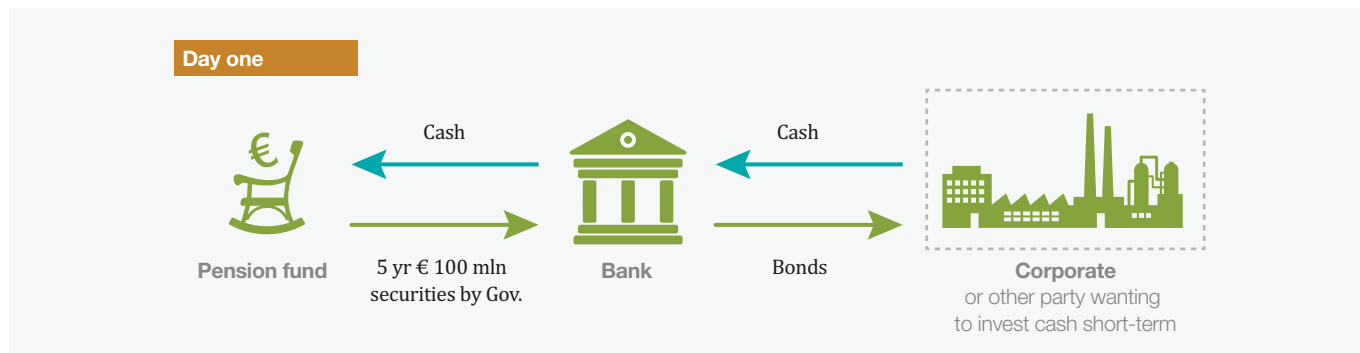 Day one
Cash
Cash
€
Pension fund
5 yr € 100 mln
securities by Gov.
Bank
Bonds
Corporate
or other party wanting
to invest cash short-term